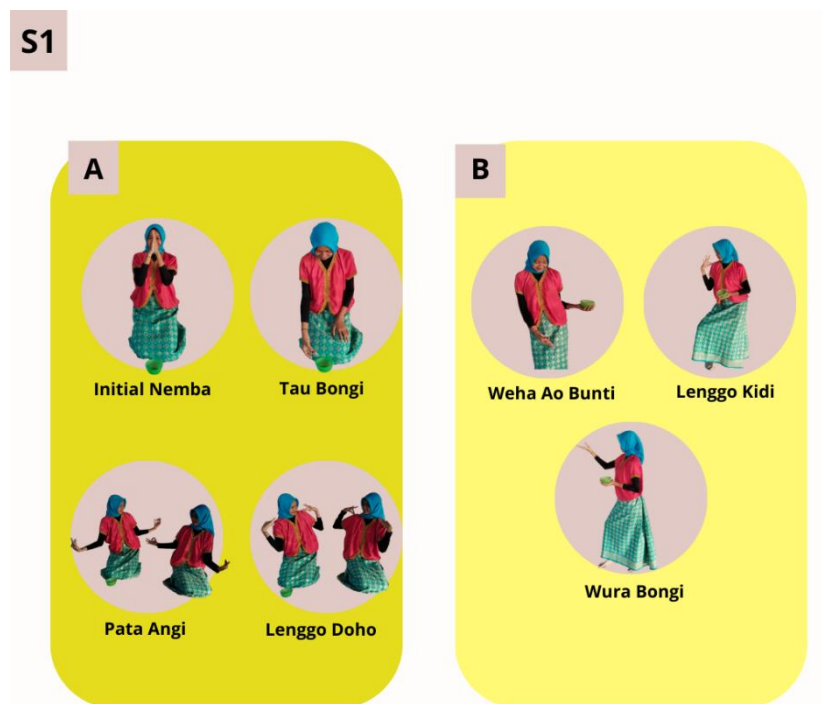 S1
A
Initial Nemba
Tau Bongi
Pata Angi
Lenggo Doho
B
Weha Ao Bunti
Lenggo Kidi
Wura Bongi